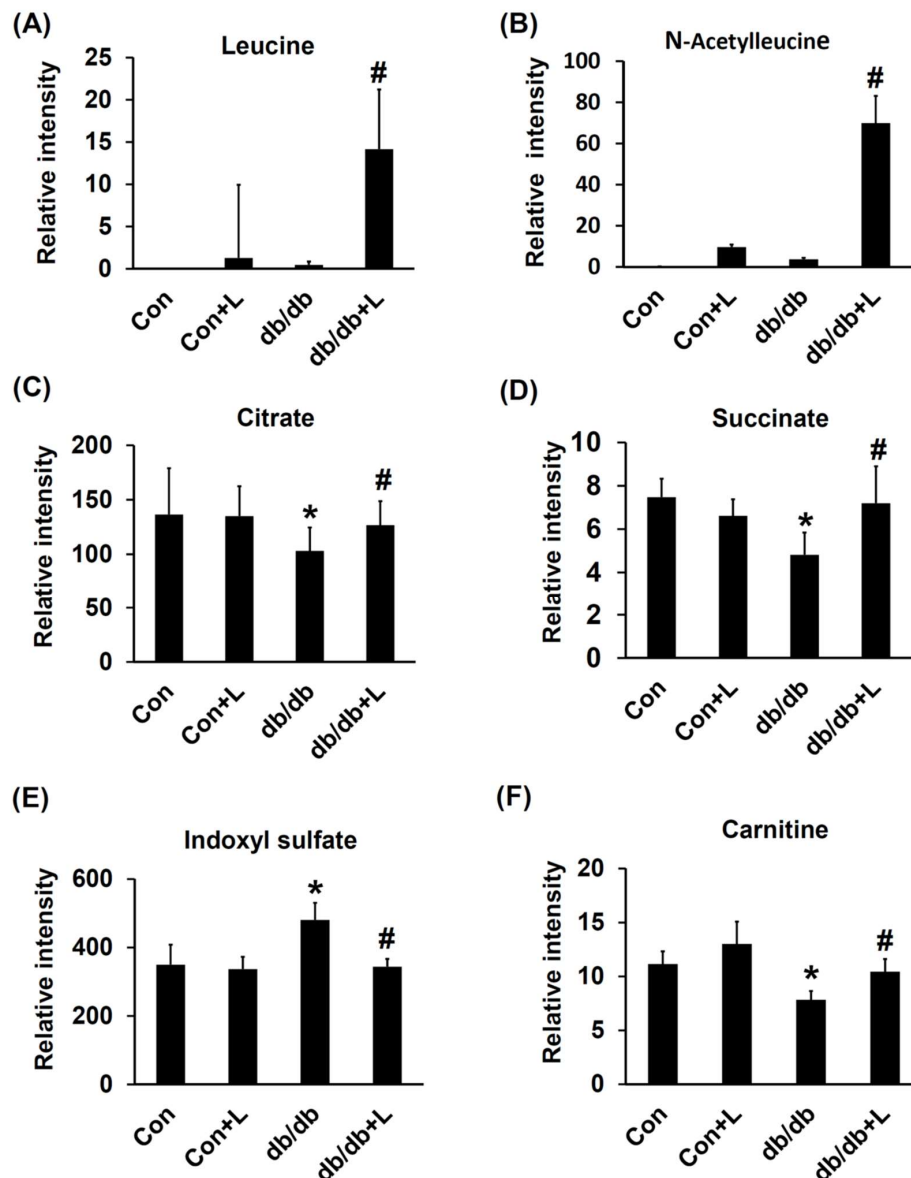 (A)
Leucine
Relative intensity
25
20
15
10
5
0
#
Con
Con+L
db/db
db/db+L
(B)
N-Acetylleucine
Relative intensity
100
80
60
40
20
0
#
Con
Con+L
db/db
db/db+L
(C)
Citrate
Relative intensity
200
150
100
50
0
*
#
Con
Con+L
db/db
db/db+L
(D)
Succinate
Relative intensity
10
8
6
4
2
0
*
#
Con
Con+L
db/db
db/db+L
(E)
Indoxyl sulfate
Relative intensity
600
400
200
0
*
#
Con
Con+L
db/db
db/db+L
(F)
Carnitine
Relative intensity
20
15
10
5
0
*
#
Con
Con+L
db/db
db/db+L